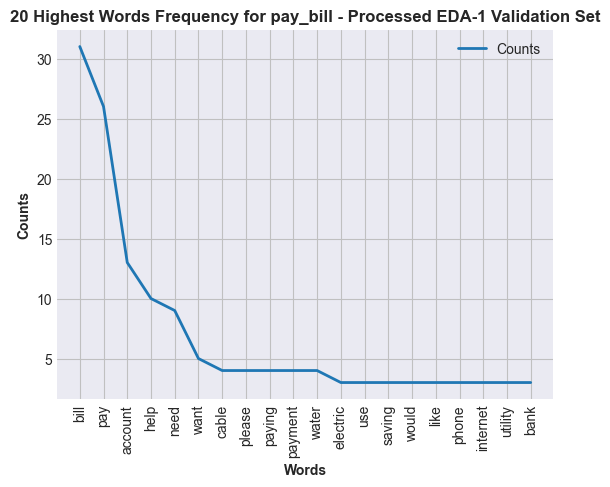 20 Highest Words Frequency for pay_bill - Processed EDA-1 Validation Set
Counts
30
25
20
15
10
5
Counts
bill
pay
account
help
need
want
cable
please
paying
payment
water
electric
use
saving
would
like
phone
internet
utility
bank
Words